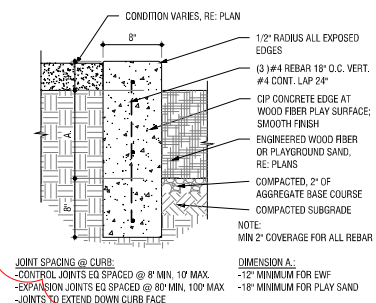 CONDITION VARIES, RE: PLAN
8"
1/2" RADIUS ALL EXPOSED
EDGES
(3 )#4 REBAR 18" O.C. VERT.
#4 CONT. LAP 24"
CIP CONCRETE EDGE AT
WOOD FIBER PLAY SURFACE;
SMOOTH FINISH
A.
ENGINEERED WOOD FIBER
OR PLAYGROUND SAND,
RE: PLANS
COMPACTED, 2" OF
AGGREGATE BASE COURSE
8"
COMPACTED SUBGRADE
NOTE:
MIN 2" COVERAGE FOR ALL REBAR
JOINT SPACING @ CURB:
-CONTROL JOINTS EQ SPACED @ 8' MIN, 10' MAX.
-EXPANSION JOINTS EQ SPACED @ 80' MIN, 100' MAX
-JOINTS TO EXTEND DOWN CURB FACE
DIMENSION A.:
-12" MINIMUM FOR EWF
-18" MINIMUM FOR PLAY SAND